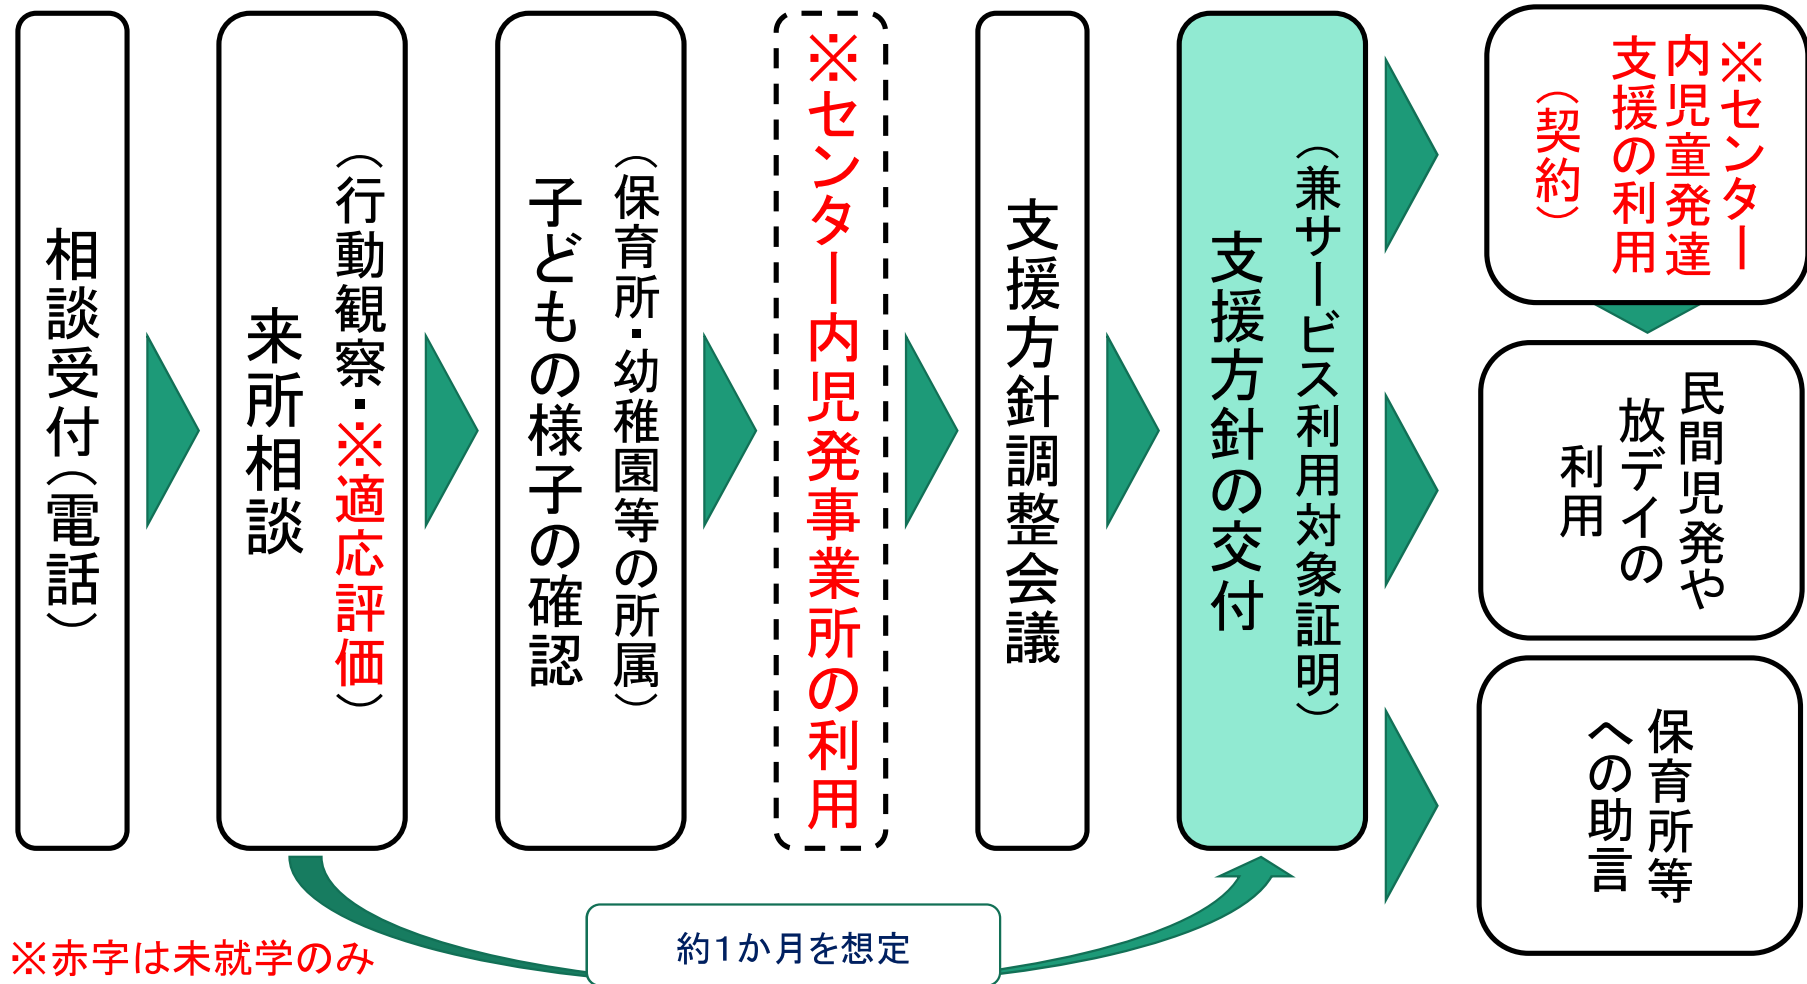 相談受付（電話）
（行動観察・※適応評価）
来所相談
（保育所・幼稚園等の所属）
子どもの様子の確認
※センター内児発事業所の利用
支援方針調整会議
（兼サービス利用対象証明）
支援方針の交付
※センター
内児童発達
支援の利用
（契約）
民間児発や
放デイの
利用
保育所等
への助言
約1か月を想定
※赤字は未就学のみ